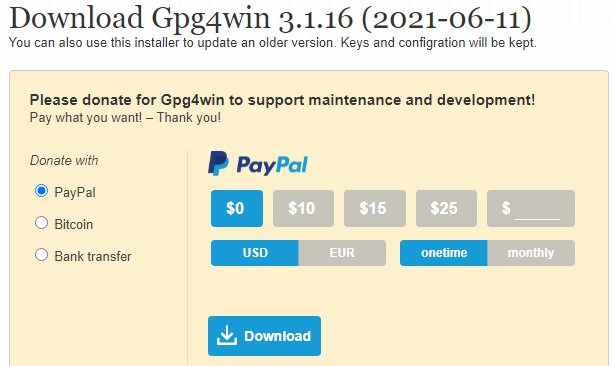 Download Gpg4win 3.1.16 (2021-06-11)
You can also use this installer to update an older version. Keys and configration will be kept.
Please donate for Gpg4win to support maintenance and development!
Pay what you want! – Thank you!
Donate with
PayPal
Bitcoin
Bank transfer
PayPal
$0 $10 $15 $25 $ ______
USD EUR onetime monthly
Download